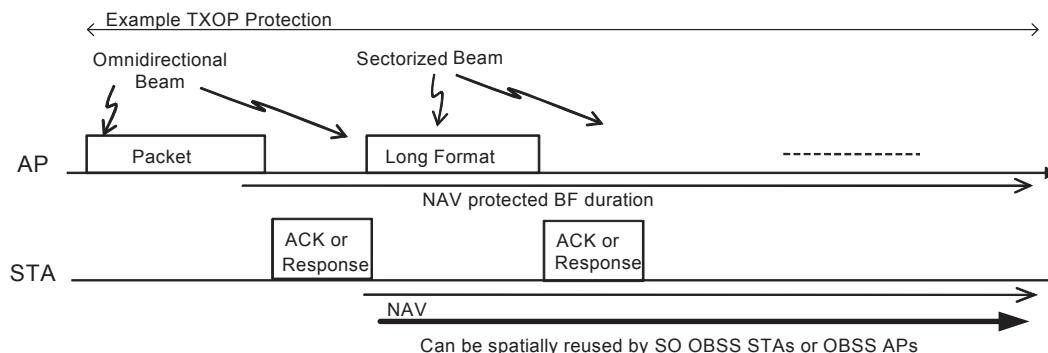 Example TXOP Protection
Omnidirectional
Beam
Sectorized Beam
AP
Packet
Long Format
NAV protected BF duration
STA
ACK or
Response
ACK or
Response
NAV
Can be spatially reused by SO OBSS STAs or OBSS APs